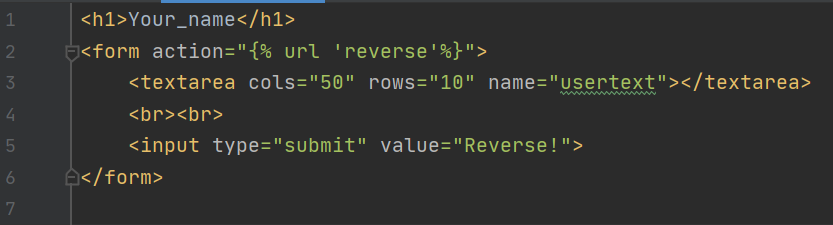 1 <h1>Your_name</h1>
2 <form action="{% url 'reverse'%}">
3 <textarea cols="50" rows="10" name="usertext"></textarea>
4 <br><br>
5 <input type="submit" value="Reverse!">
6 </form>
7